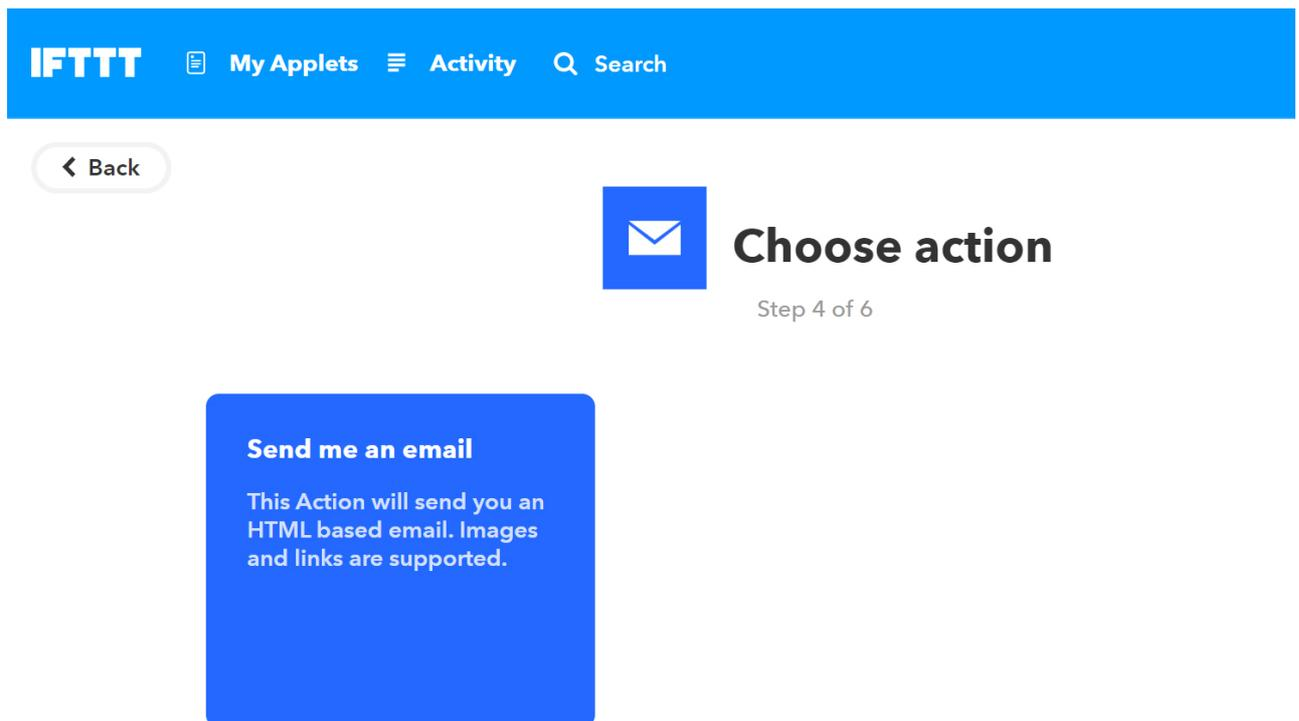 IFTTT My Applets Activity Search
Back
Choose action
Step 4 of 6
Send me an email
This Action will send you an
HTML based email. Images
and links are supported.